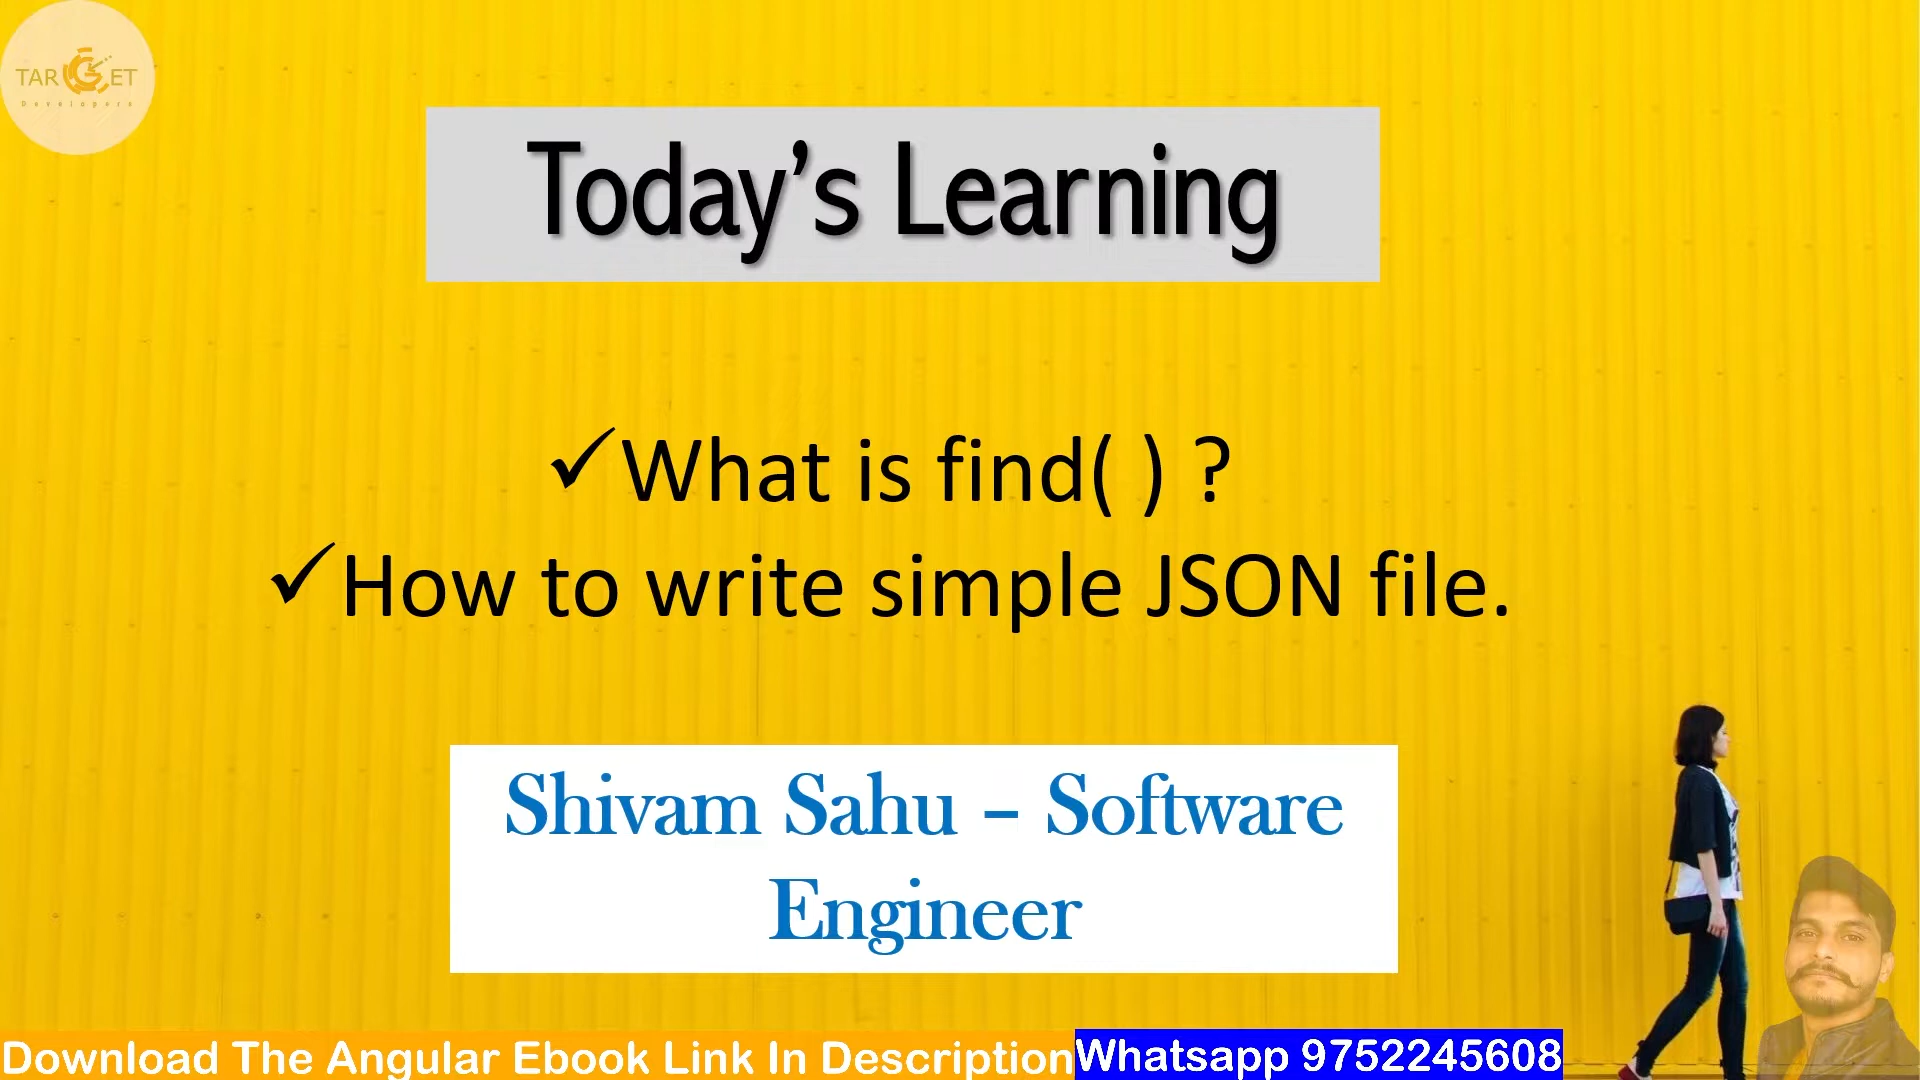 TARGET
Developers
Today’s Learning
✓What is find( ) ?
✓How to write simple JSON file.
Shivam Sahu – Software
Engineer
Download The Angular Ebook Link In Description
Whatsapp 9752245608